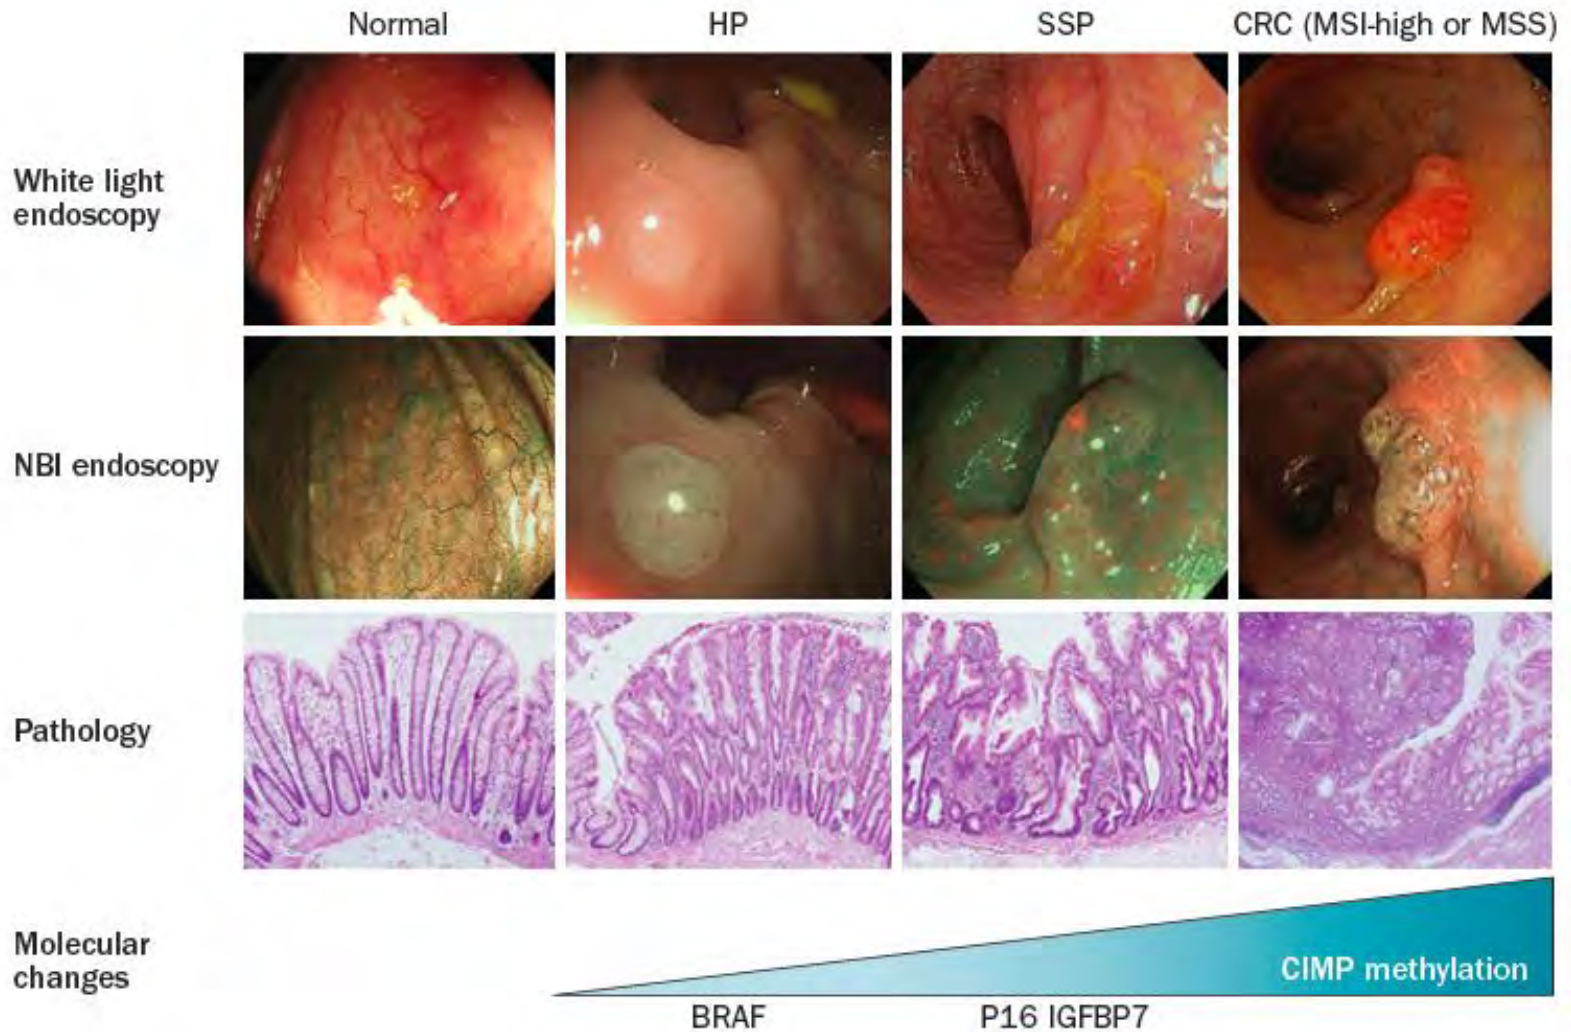 Normal
HP
SSP
CRC (MSI-high or MSS)
White light
endoscopy
NBI endoscopy
Pathology
Molecular
changes
CIMP methylation
BRAF
P16 IGFBP7